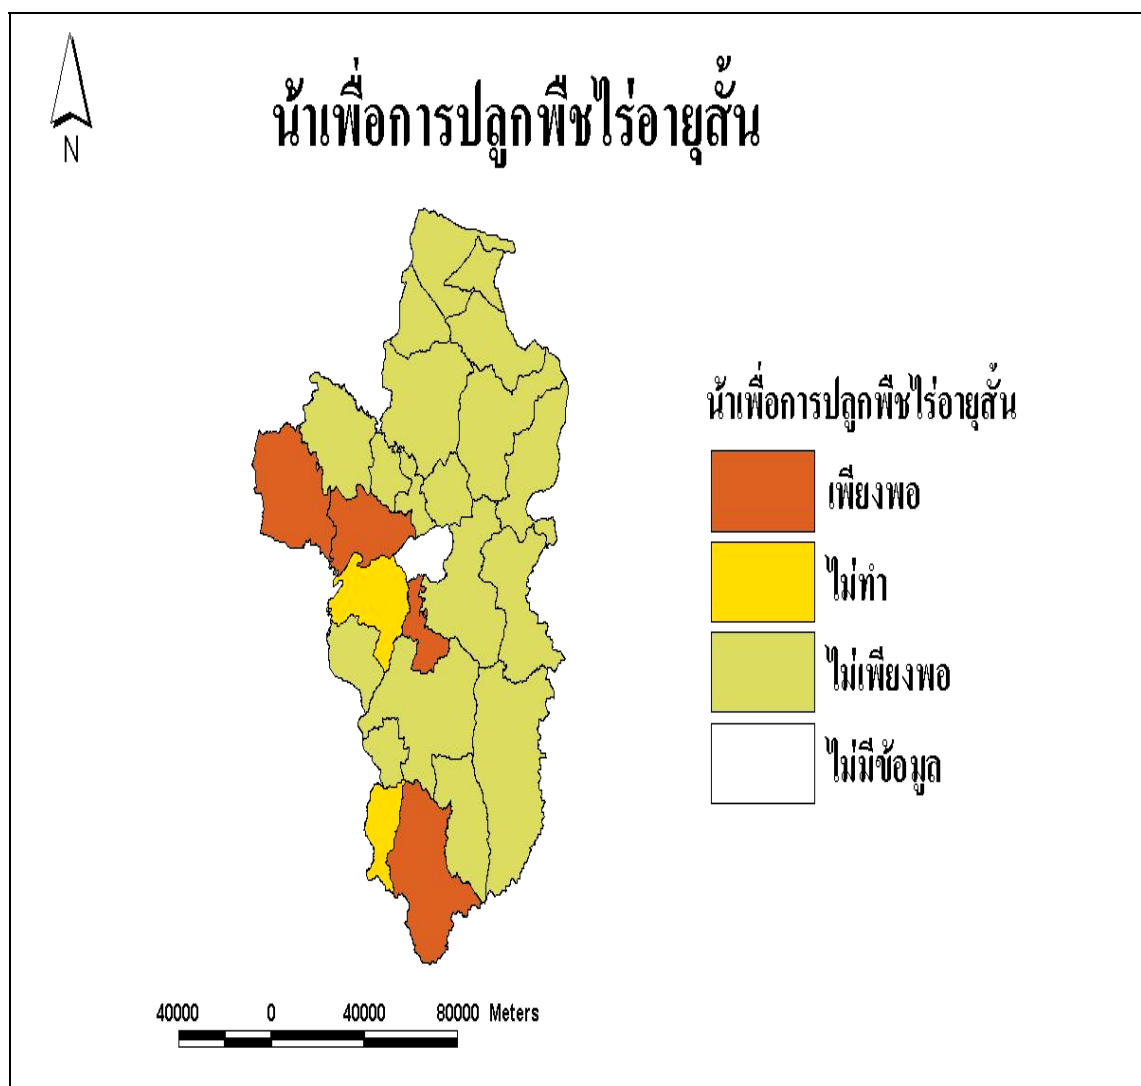 น้ำเพื่อการปลูกพืชไร่อายุสั้น
N
น้ำเพื่อการปลูกพืชไร่อายุสั้น
เพียงพอ
ไม่ทำ
ไม่เพียงพอ
ไม่มีข้อมูล
40000 0 40000 80000 Meters